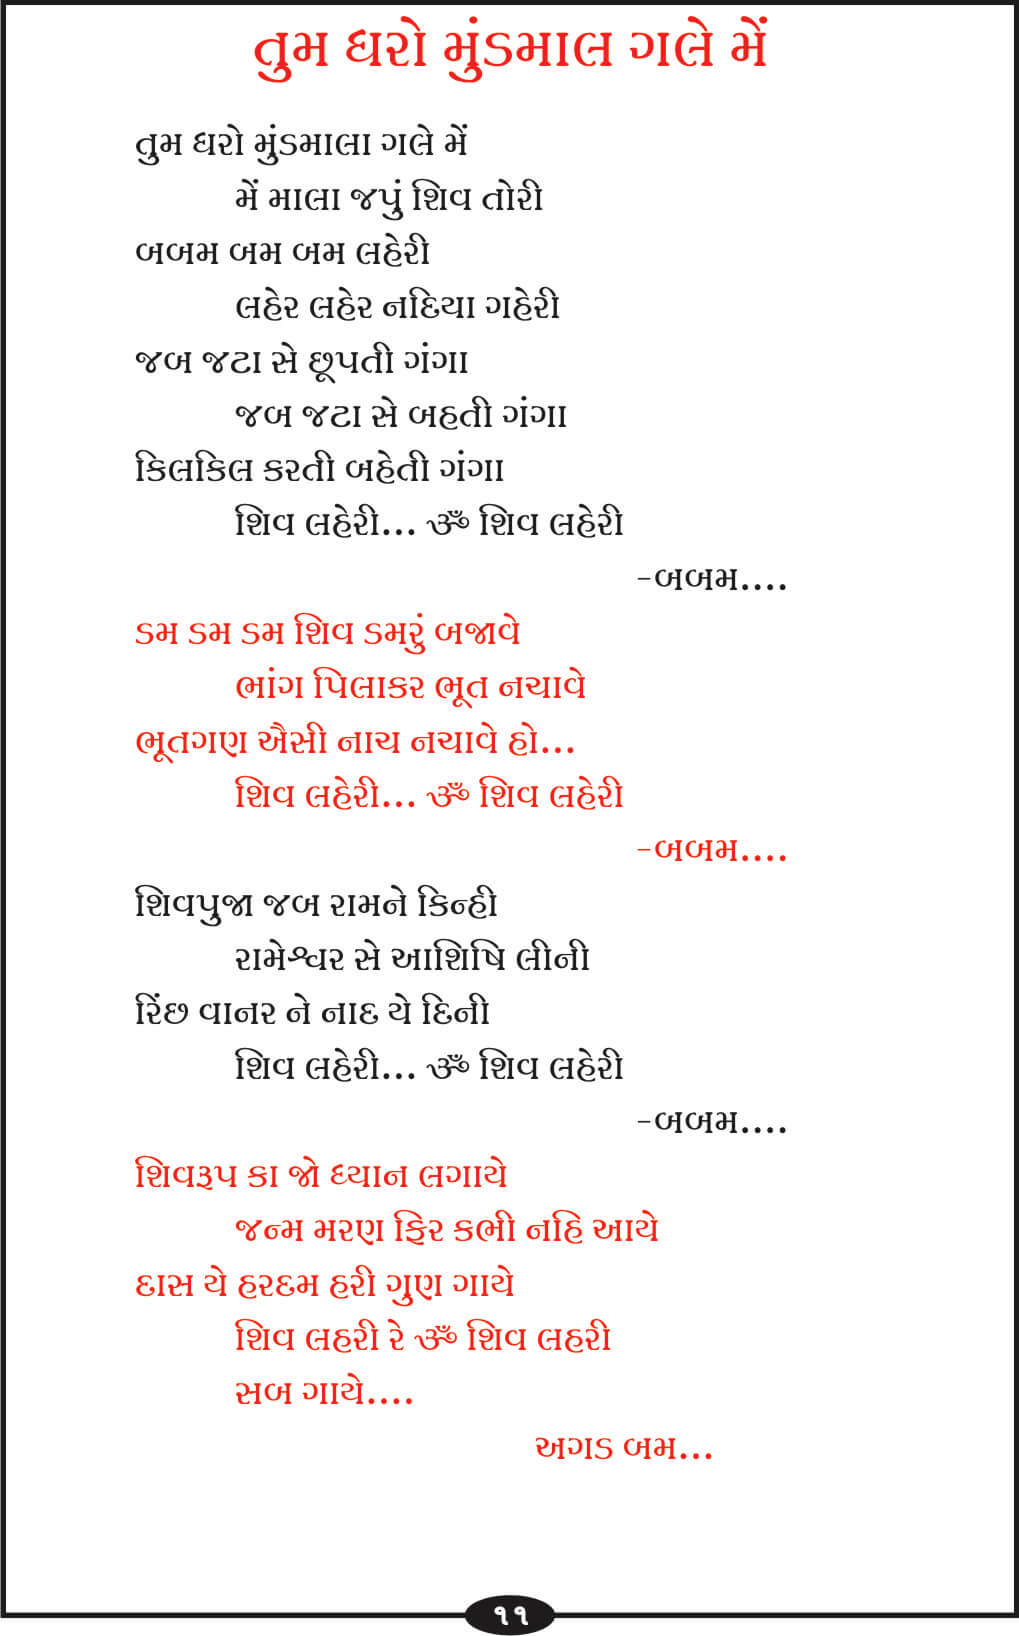 તુમ ધરો મુંડમાલ ગલે મેં
તુમ ધરો મુંડમાલા ગલે મેં
મેં માલા જપું શિવ તોરી
બબમ બમ બમ લહેરી
લહેર લહેર નદિયા ગહેરી
જબ જટા સે છૂપતી ગંગા
જબ જટા સે બહતી ગંગા
કિલકિલ કરતી બહેતી ગંગા
શિવ લહેરી... ૐ શિવ લહેરી
-બબમ....
ડમ ડમ ડમ શિવ ડમરું બજાવે
ભાંગ પિલાકર ભૂત નચાવે
ભૂતગણ ઐસી નાચ નચાવે હો...
શિવ લહેરી... ૐ શિવ લહેરી
-બબમ....
શિવપુજા જબ રામને કિન્હી
રામેશ્વર સે આશિષિ લીની
રિંછ વાનર ને નાદ યે દિની
શિવ લહેરી... ૐ શિવ લહેરી
-બબમ....
શિવરૂપ કા જો ધ્યાન લગાયે
જન્મ મરણ ફિર કભી નહિ આયે
દાસ યે હરદમ હરી ગુણ ગાયે
શિવ લહરી રે ૐ શિવ લહરી
સબ ગાયે....
અગડ બમ...
૧૧